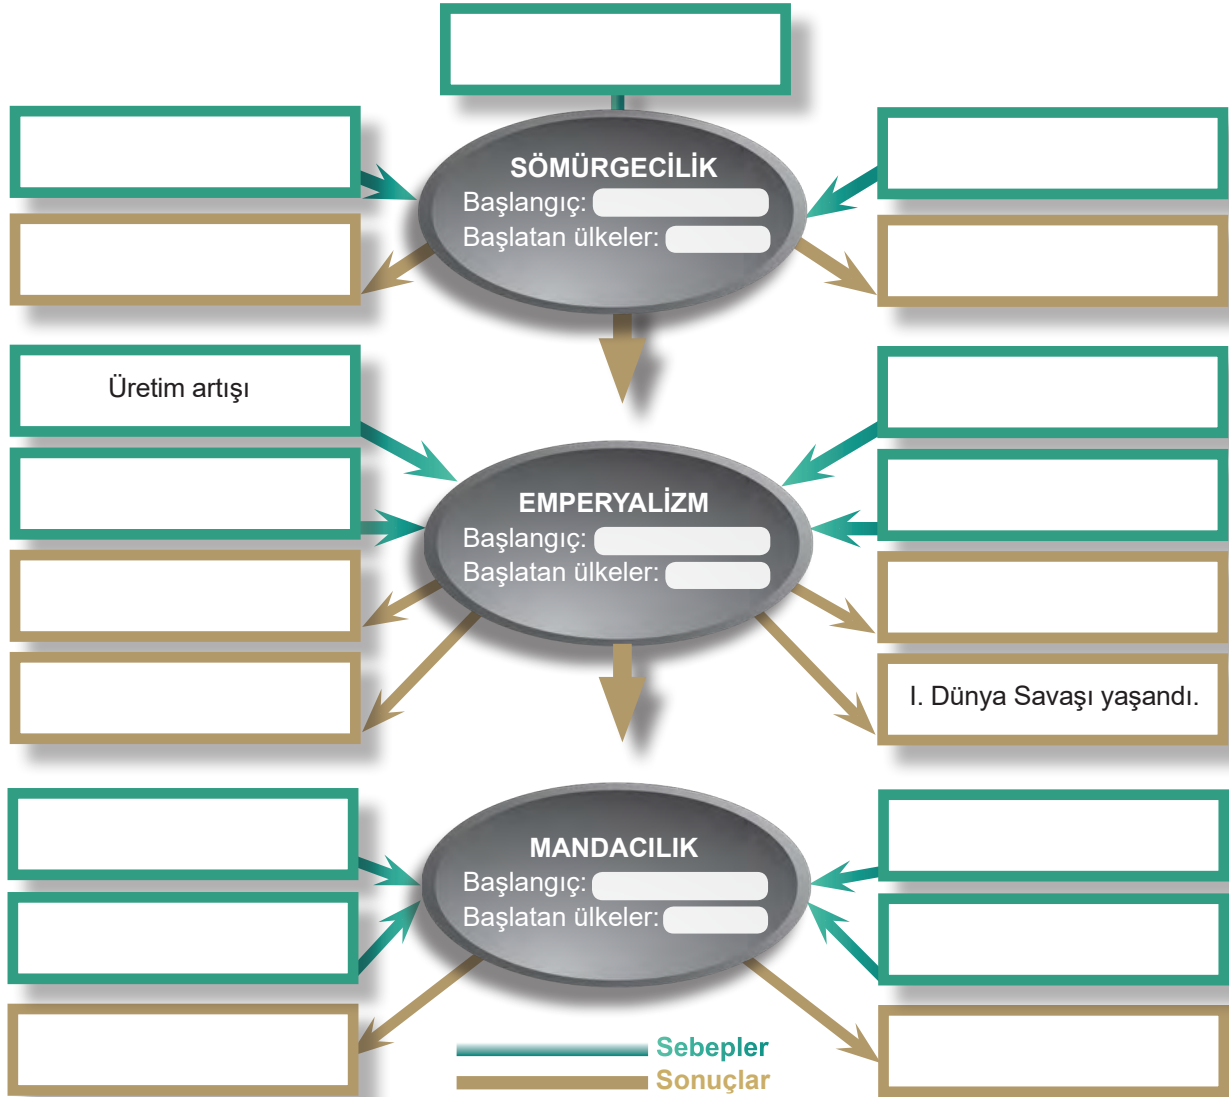 SÖMÜRGECİLİK
Başlangıç:
Başlatan ülkeler:
Üretim artışı
EMPERYALİZM
Başlangıç:
Başlatan ülkeler:
I. Dünya Savaşı yaşandı.
MANDACILIK
Başlangıç:
Başlatan ülkeler:
Sebepler
Sonuçlar